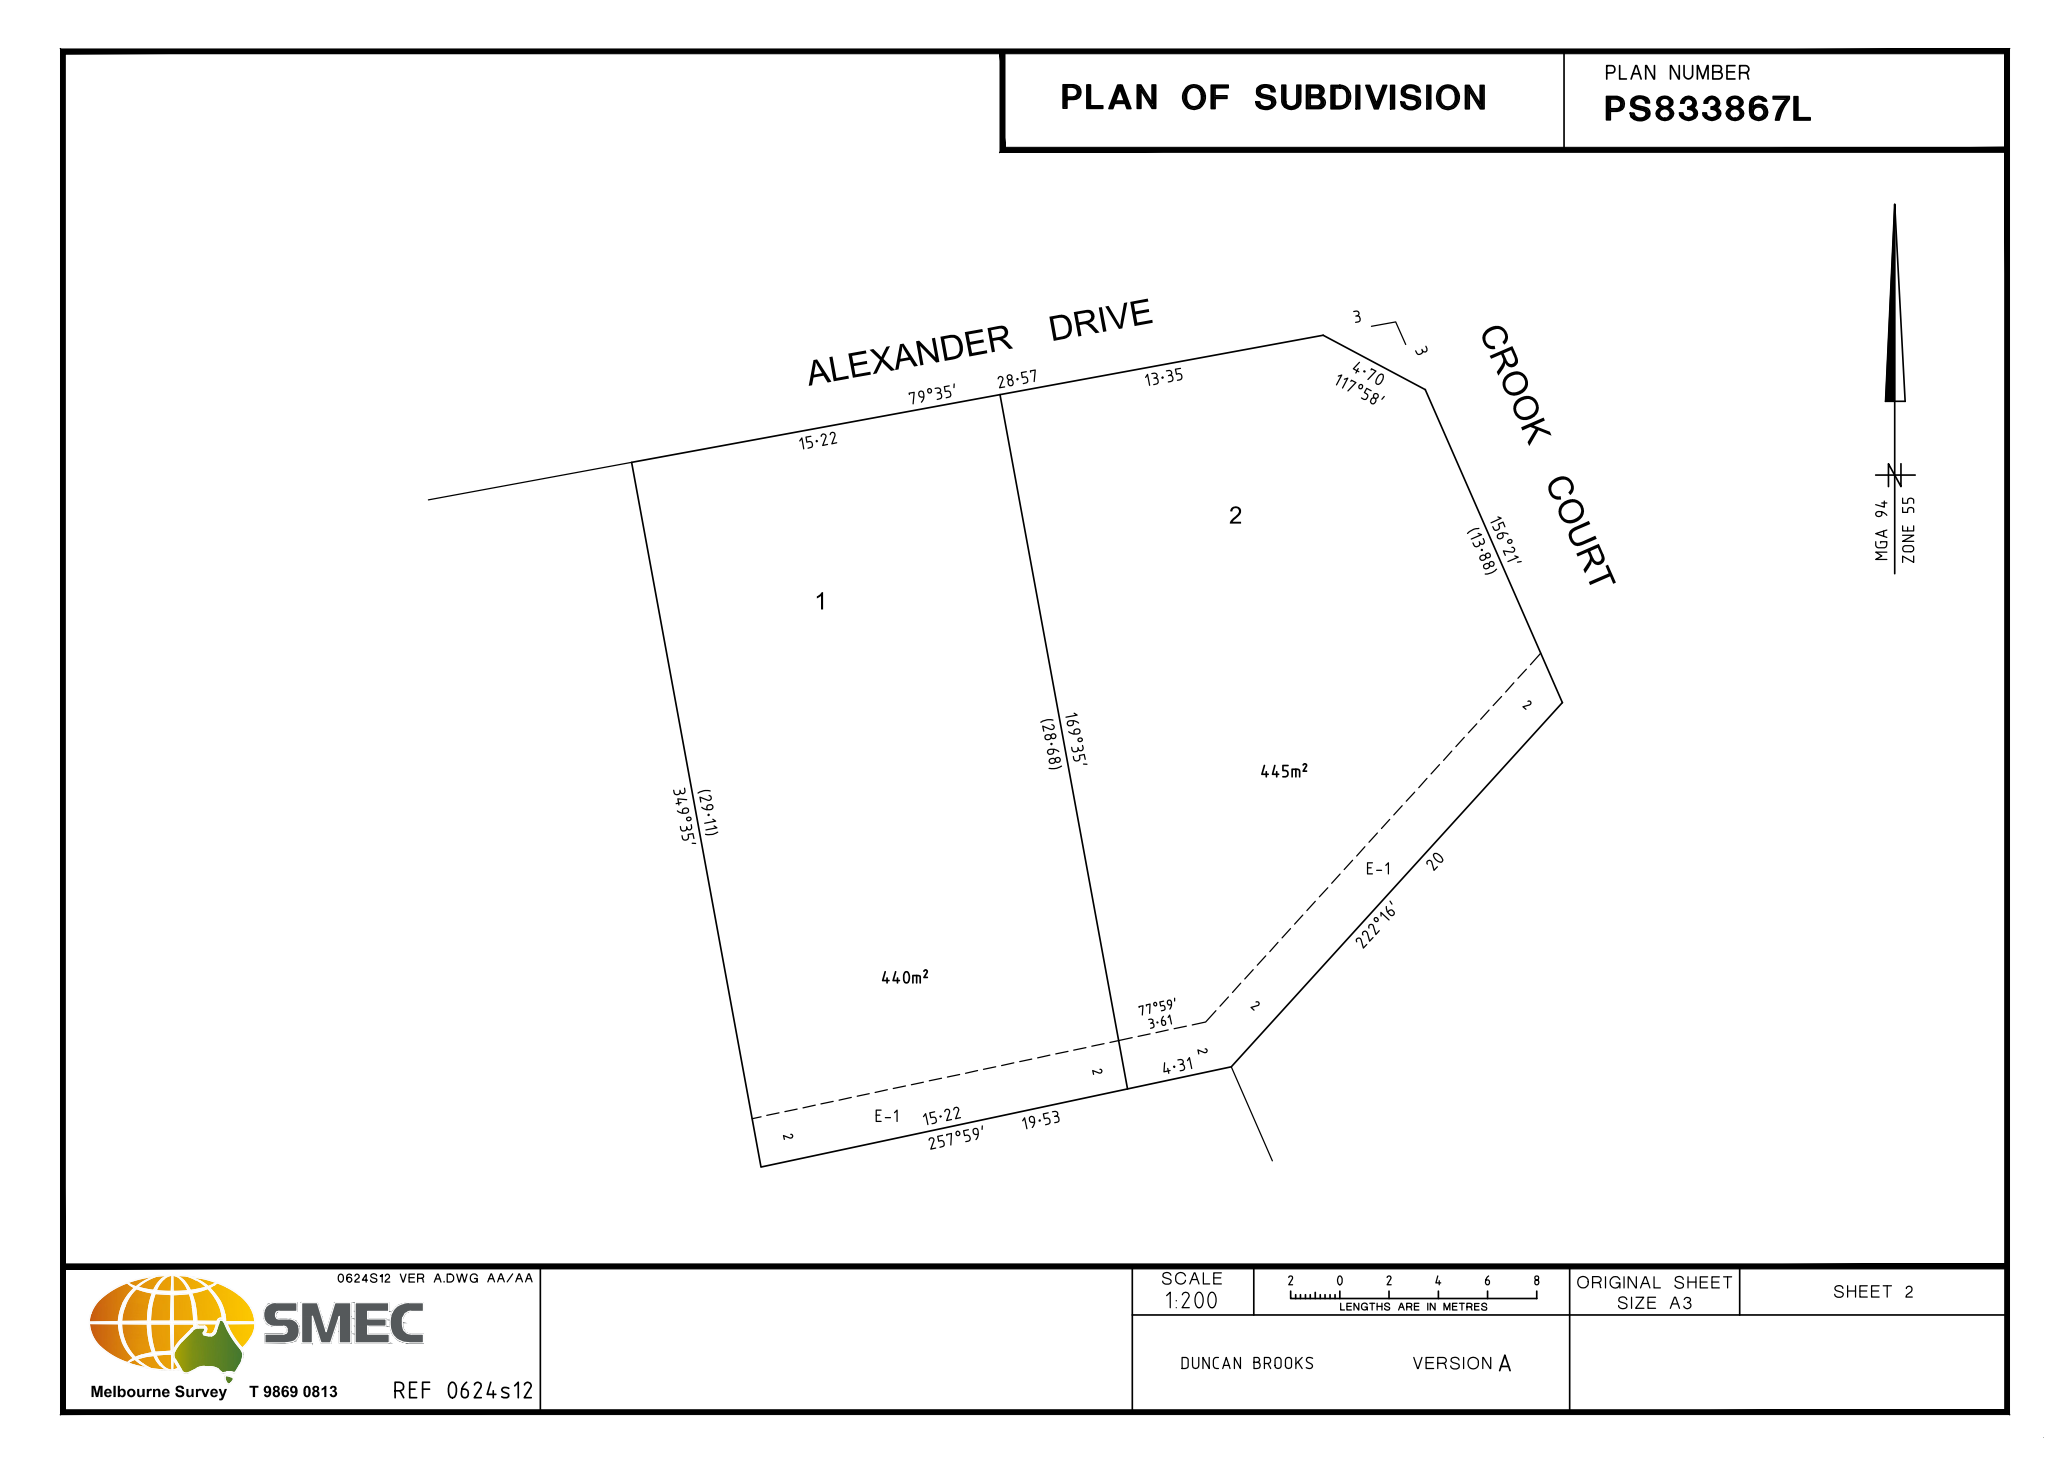 PLAN OF SUBDIVISION
PLAN NUMBER
PS833867L
ALEXANDER DRIVE
CROOK COURT
79°35'
28·57
15·22
13·35
3
3
4·70
117°58'
156°21'
(13·88)
MGA 94
ZONE 55
N
1
2
169°35'
(28·68)
349°35'
(29·11)
445m²
440m²
2
E-1
20
222°16'
2
77°59'
3·61
2
4·31
2
E-1
15·22
257°59'
19·53
2
0624S12 VER A.DWG AA/AA
SMEC
Melbourne Survey T 9869 0813
REF 0624s12
SCALE
1:200
2 0 2 4 6 8
LENGTHS ARE IN METRES
ORIGINAL SHEET
SIZE A3
SHEET 2
DUNCAN BROOKS
VERSION A